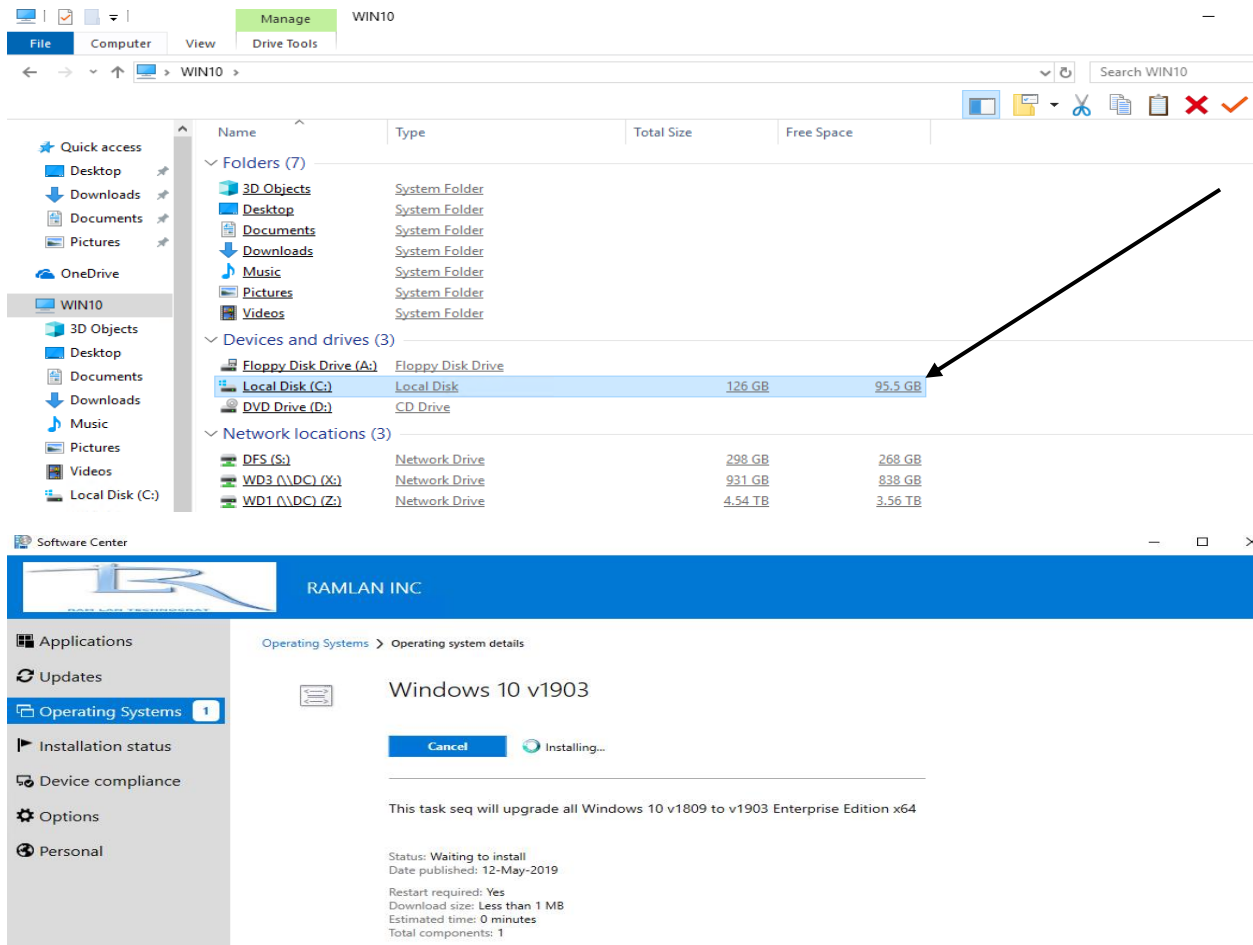 Manage WIN10
File Computer View Drive Tools
WIN10 Search WIN10
Name Type Total Size Free Space
Quick access
Desktop
Downloads
Documents
Pictures
OneDrive
WIN10
3D Objects
Desktop
Documents
Downloads
Music
Pictures
Videos
Local Disk (C:)
Folders (7)
3D Objects System Folder
Desktop System Folder
Documents System Folder
Downloads System Folder
Music System Folder
Pictures System Folder
Videos System Folder
Devices and drives (3)
Floppy Disk Drive (A:) Floppy Disk Drive
Local Disk (C:) Local Disk 126 GB 95.5 GB
DVD Drive (D:) CD Drive
Network locations (3)
DFS (S:) Network Drive 298 GB 268 GB
WD3 (\\DC) (X:) Network Drive 931 GB 838 GB
WD1 (\\DC) (Z:) Network Drive 4.54 TB 3.56 TB
Software Center
RAMLAN INC
Applications
Updates
Operating Systems 1
Installation status
Device compliance
Options
Personal
Operating Systems > Operating system details
Windows 10 v1903
Cancel Installing...
This task seq will upgrade all Windows 10 v1809 to v1903 Enterprise Edition x64
Status: Waiting to install
Date published: 12-May-2019
Restart required: Yes
Download size: Less than 1 MB
Estimated time: 0 minutes
Total components: 1